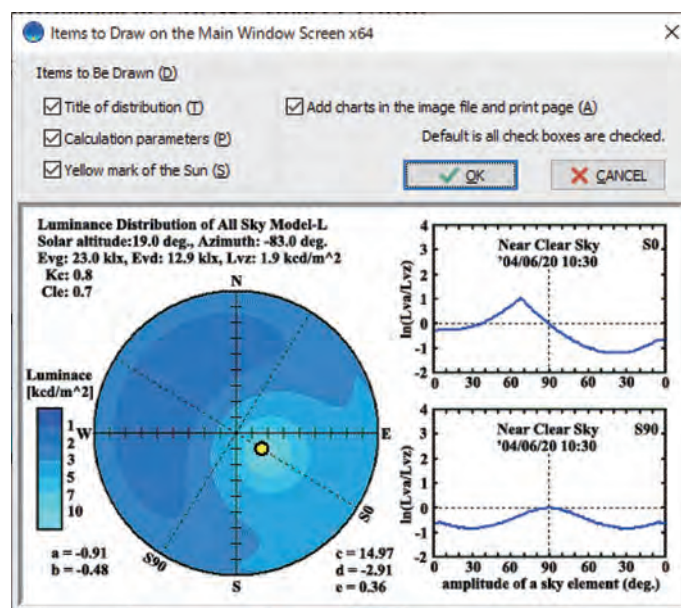 Items to Draw on the Main Window Screen x64
Items to Be Drawn (D)
Title of distribution (T)
Add charts in the image file and print page (A)
Calculation parameters (P)
Default is all check boxes are checked.
Yellow mark of the Sun (S)
OK
CANCEL
Luminance Distribution of All Sky Model-L
Solar altitude:19.0 deg., Azimuth: -83.0 deg.
Evg: 23.0 klx, Evd: 12.9 klx, Lvz: 1.9 kcd/m^2
Kc: 0.8
Cle: 0.7
N
Luminace
[kcd/m^2]
1
2
3
5
7
10
W
E
S0
S90
S
a = -0.91
b = -0.48
c = 14.97
d = -2.91
e = 0.36
ln(Lva/Lvz)
4
3
2
1
0
-1
-2
Near Clear Sky
S0
'04/06/20 10:30
0 30 60 90 60 30 0
ln(Lva/Lvz)
4
3
2
1
0
-1
-2
Near Clear Sky
S90
'04/06/20 10:30
0 30 60 90 60 30 0
amplitude of a sky element (deg.)